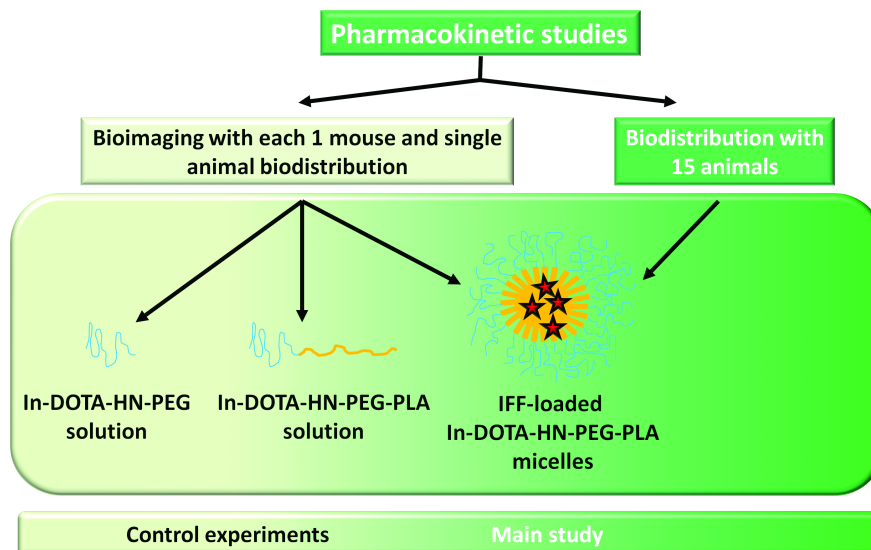 Pharmacokinetic studies
Bioimaging with each 1 mouse and single
animal biodistribution
Biodistribution with
15 animals
In-DOTA-HN-PEG
solution
In-DOTA-HN-PEG-PLA
solution
IFF-loaded
In-DOTA-HN-PEG-PLA
micelles
Control experiments
Main study